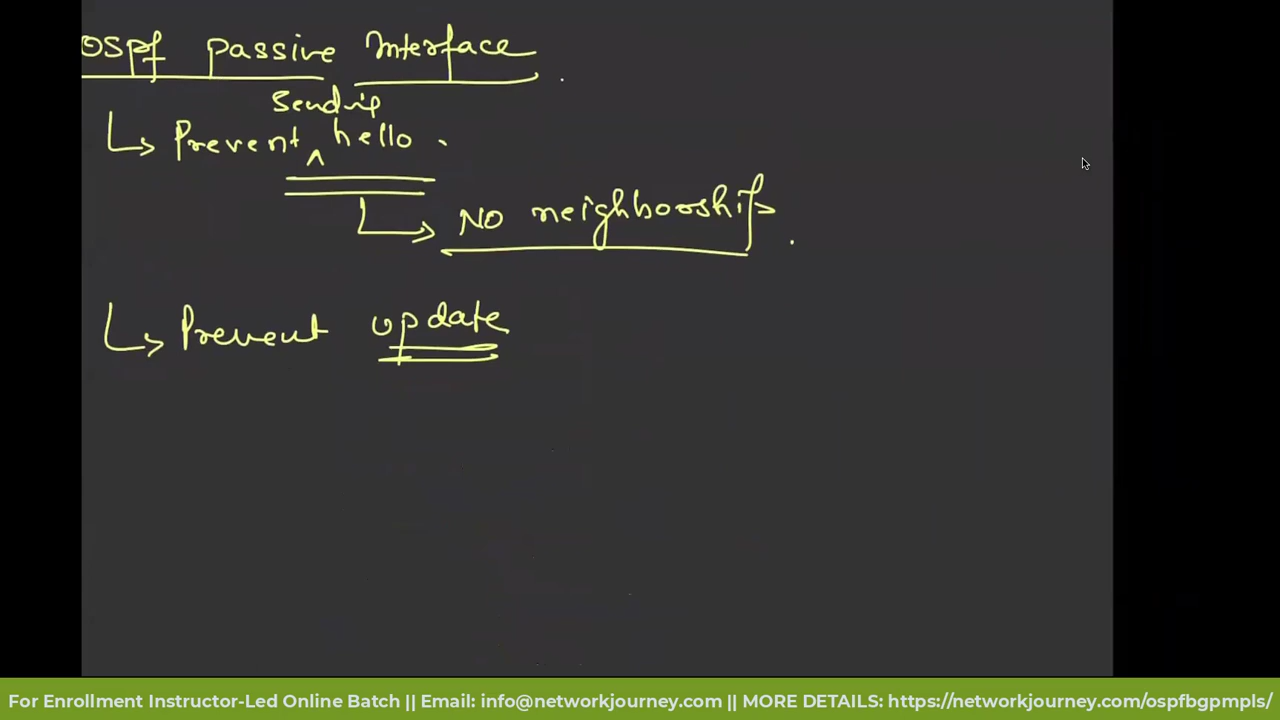 OSPf passive Interface
Sending
Prevent ^ hello
No neighboorship
Prevent update
For Enrollment Instructor-Led Online Batch || Email: info@networkjourney.com || MORE DETAILS: https://networkjourney.com/ospfbgpmpls/